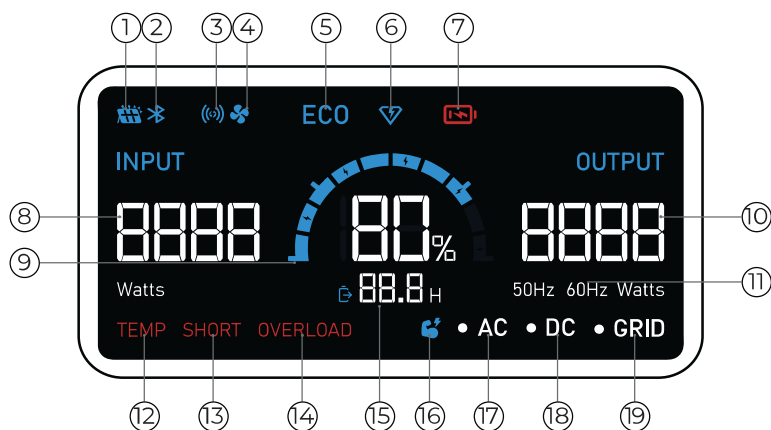 1 2 3 4 5 6 7
ECO
INPUT OUTPUT
8 8888 80% 8888 10
9
Watts 88.8 H 50Hz 60Hz Watts 11
TEMP SHORT OVERLOAD AC DC GRID
12 13 14 15 16 17 18 19